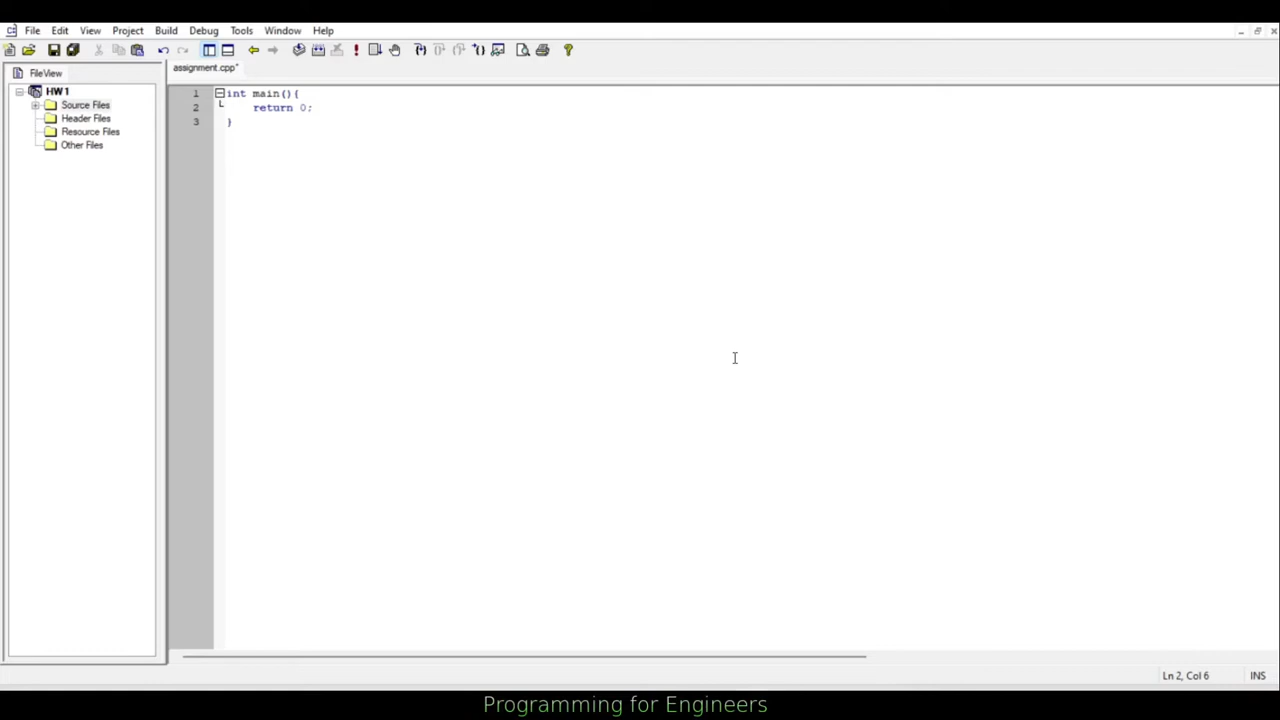 File Edit View Project Build Debug Tools Window Help
FileView
assignment.cpp*
HW1
Source Files
Header Files
Resource Files
Other Files
1 int main(){
2 return 0;
3 }
Ln 2, Col 6 INS
Programming for Engineers